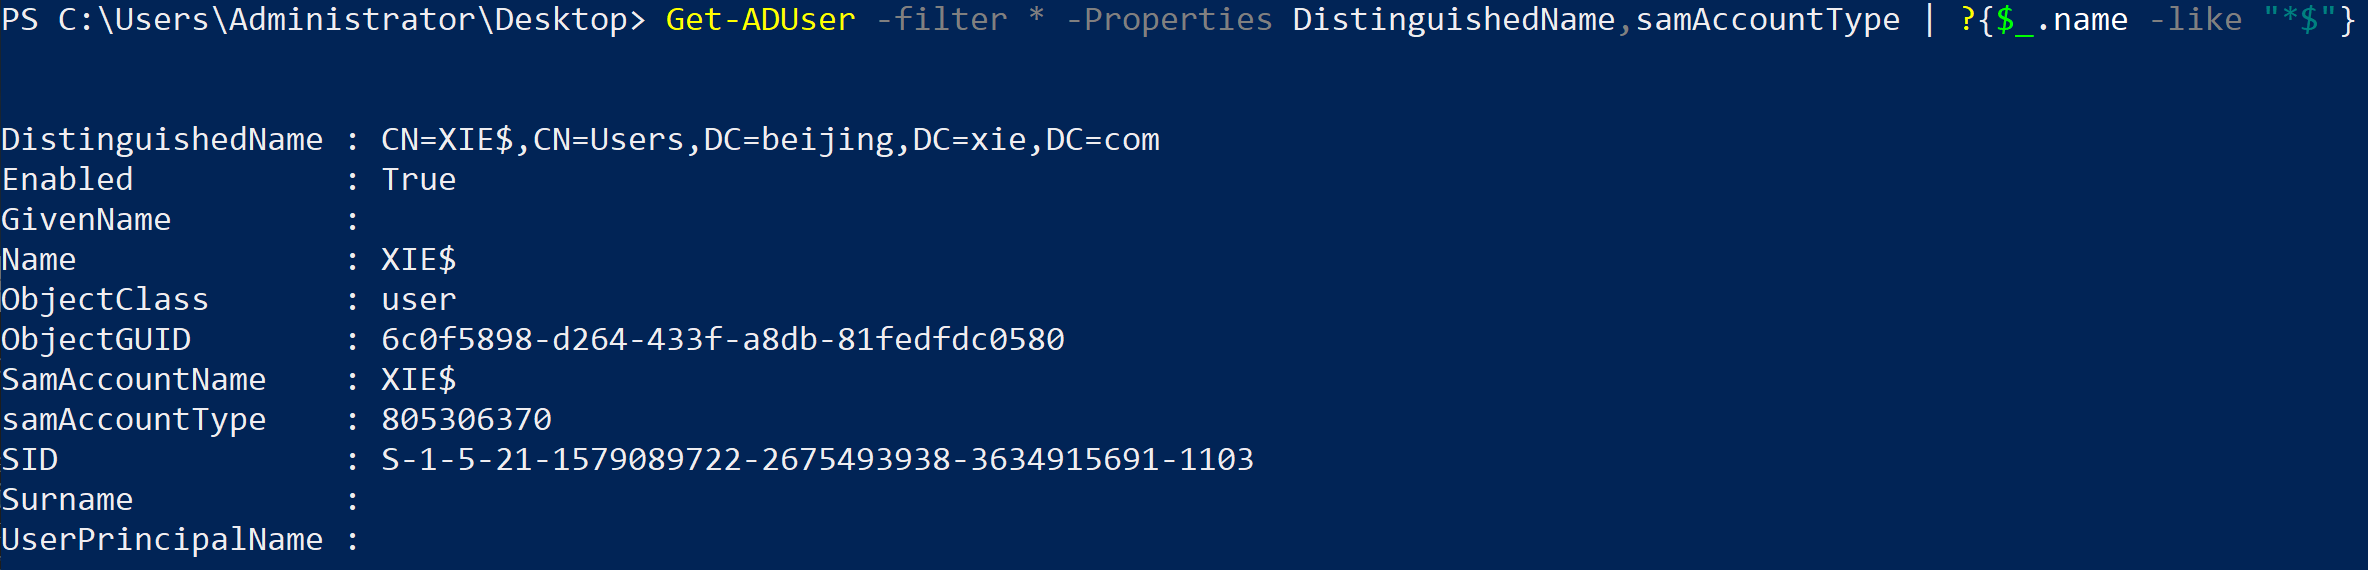 PS C:\Users\Administrator\Desktop> Get-ADUser -filter * -Properties DistinguishedName,samAccountType | ?{$_.name -like "*$"}
DistinguishedName : CN=XIE$,CN=Users,DC=beijing,DC=xie,DC=com
Enabled           : True
GivenName         :
Name              : XIE$
ObjectClass       : user
ObjectGUID        : 6c0f5898-d264-433f-a8db-81fedfdc0580
SamAccountName    : XIE$
samAccountType    : 805306370
SID               : S-1-5-21-1579089722-2675493938-3634915691-1103
Surname           :
UserPrincipalName :